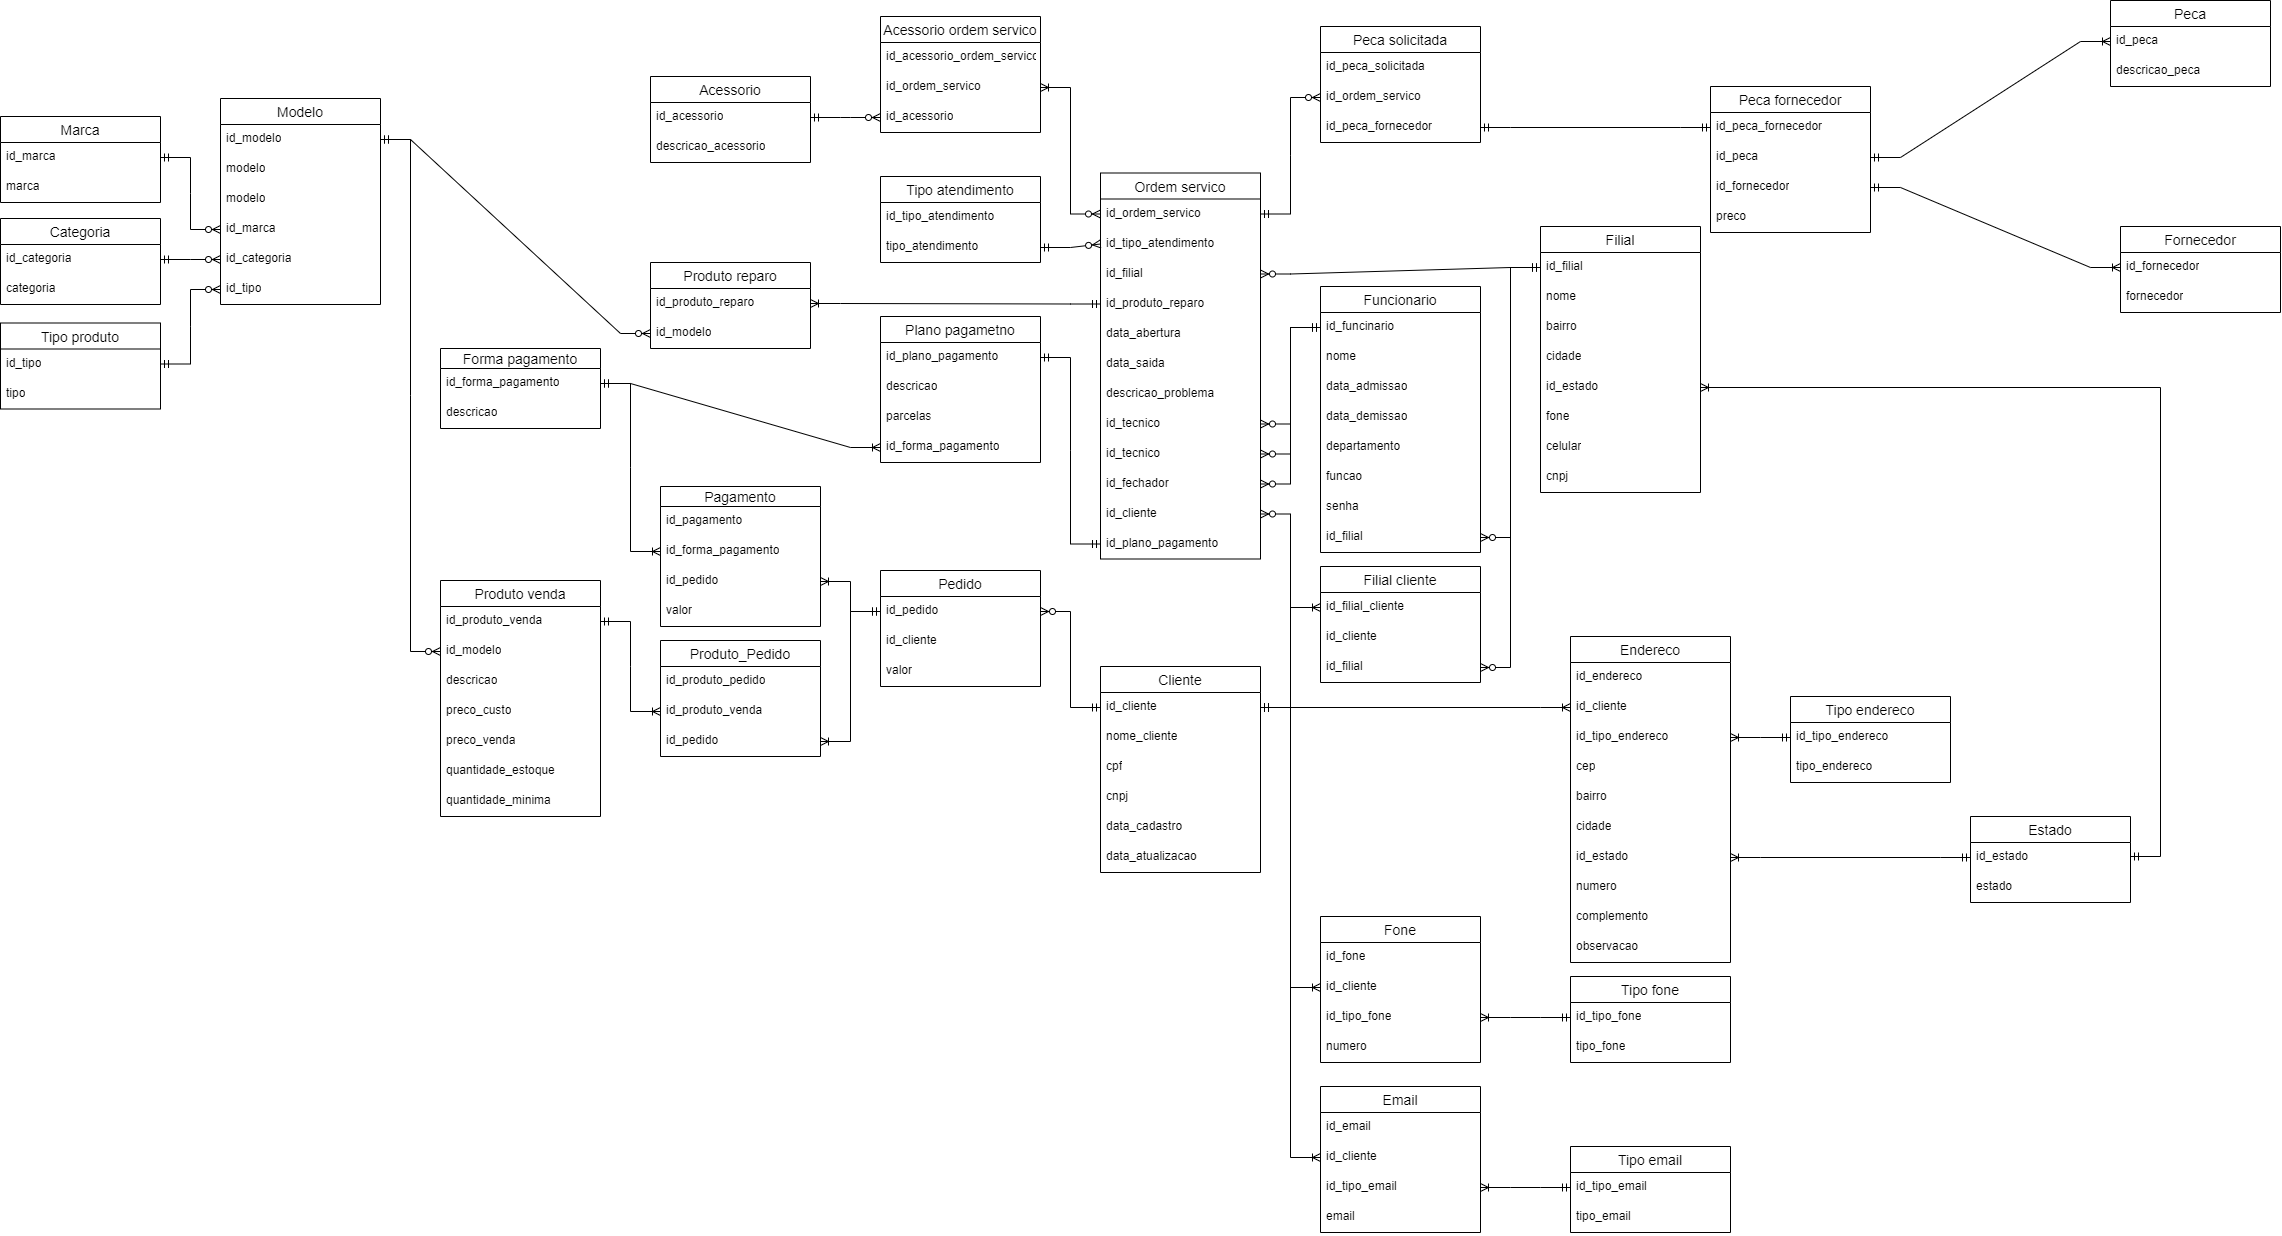 Marca
id_marca
marca
Categoria
id_categoria
categoria
Tipo produto
id_tipo
tipo
Modelo
id_modelo
modelo
modelo
id_marca
id_categoria
id_tipo
Forma pagamento
id_forma_pagamento
descricao
Produto venda
id_produto_venda
id_modelo
descricao
preco_custo
preco_venda
quantidade_estoque
quantidade_minima
Acessorio
id_acessorio
descricao_acessorio
Produto reparo
id_produto_reparo
id_modelo
Pagamento
id_pagamento
id_forma_pagamento
id_pedido
valor
Produto_Pedido
id_produto_pedido
id_produto_venda
id_pedido
Acessorio ordem servico
id_acessorio_ordem_servico
id_ordem_servico
id_acessorio
Tipo atendimento
id_tipo_atendimento
tipo_atendimento
Plano pagametno
id_plano_pagamento
descricao
parcelas
id_forma_pagamento
Pedido
id_pedido
id_cliente
valor
Ordem servico
id_ordem_servico
id_tipo_atendimento
id_filial
id_produto_reparo
data_abertura
data_saida
descricao_problema
id_tecnico
id_tecnico
id_fechador
id_cliente
id_plano_pagamento
Cliente
id_cliente
nome_cliente
cpf
cnpj
data_cadastro
data_atualizacao
Peca solicitada
id_peca_solicitada
id_ordem_servico
id_peca_fornecedor
Funcionario
id_funcinario
nome
data_admissao
data_demissao
departamento
funcao
senha
id_filial
Filial cliente
id_filial_cliente
id_cliente
id_filial
Fone
id_fone
id_cliente
id_tipo_fone
numero
Email
id_email
id_cliente
id_tipo_email
email
Filial
id_filial
nome
bairro
cidade
id_estado
fone
celular
cnpj
Endereco
id_endereco
id_cliente
id_tipo_endereco
cep
bairro
cidade
id_estado
numero
complemento
observacao
Tipo fone
id_tipo_fone
tipo_fone
Tipo email
id_tipo_email
tipo_email
Peca fornecedor
id_peca_fornecedor
id_peca
id_fornecedor
preco
Tipo endereco
id_tipo_endereco
tipo_endereco
Estado
id_estado
estado
Peca
id_peca
descricao_peca
Fornecedor
id_fornecedor
fornecedor